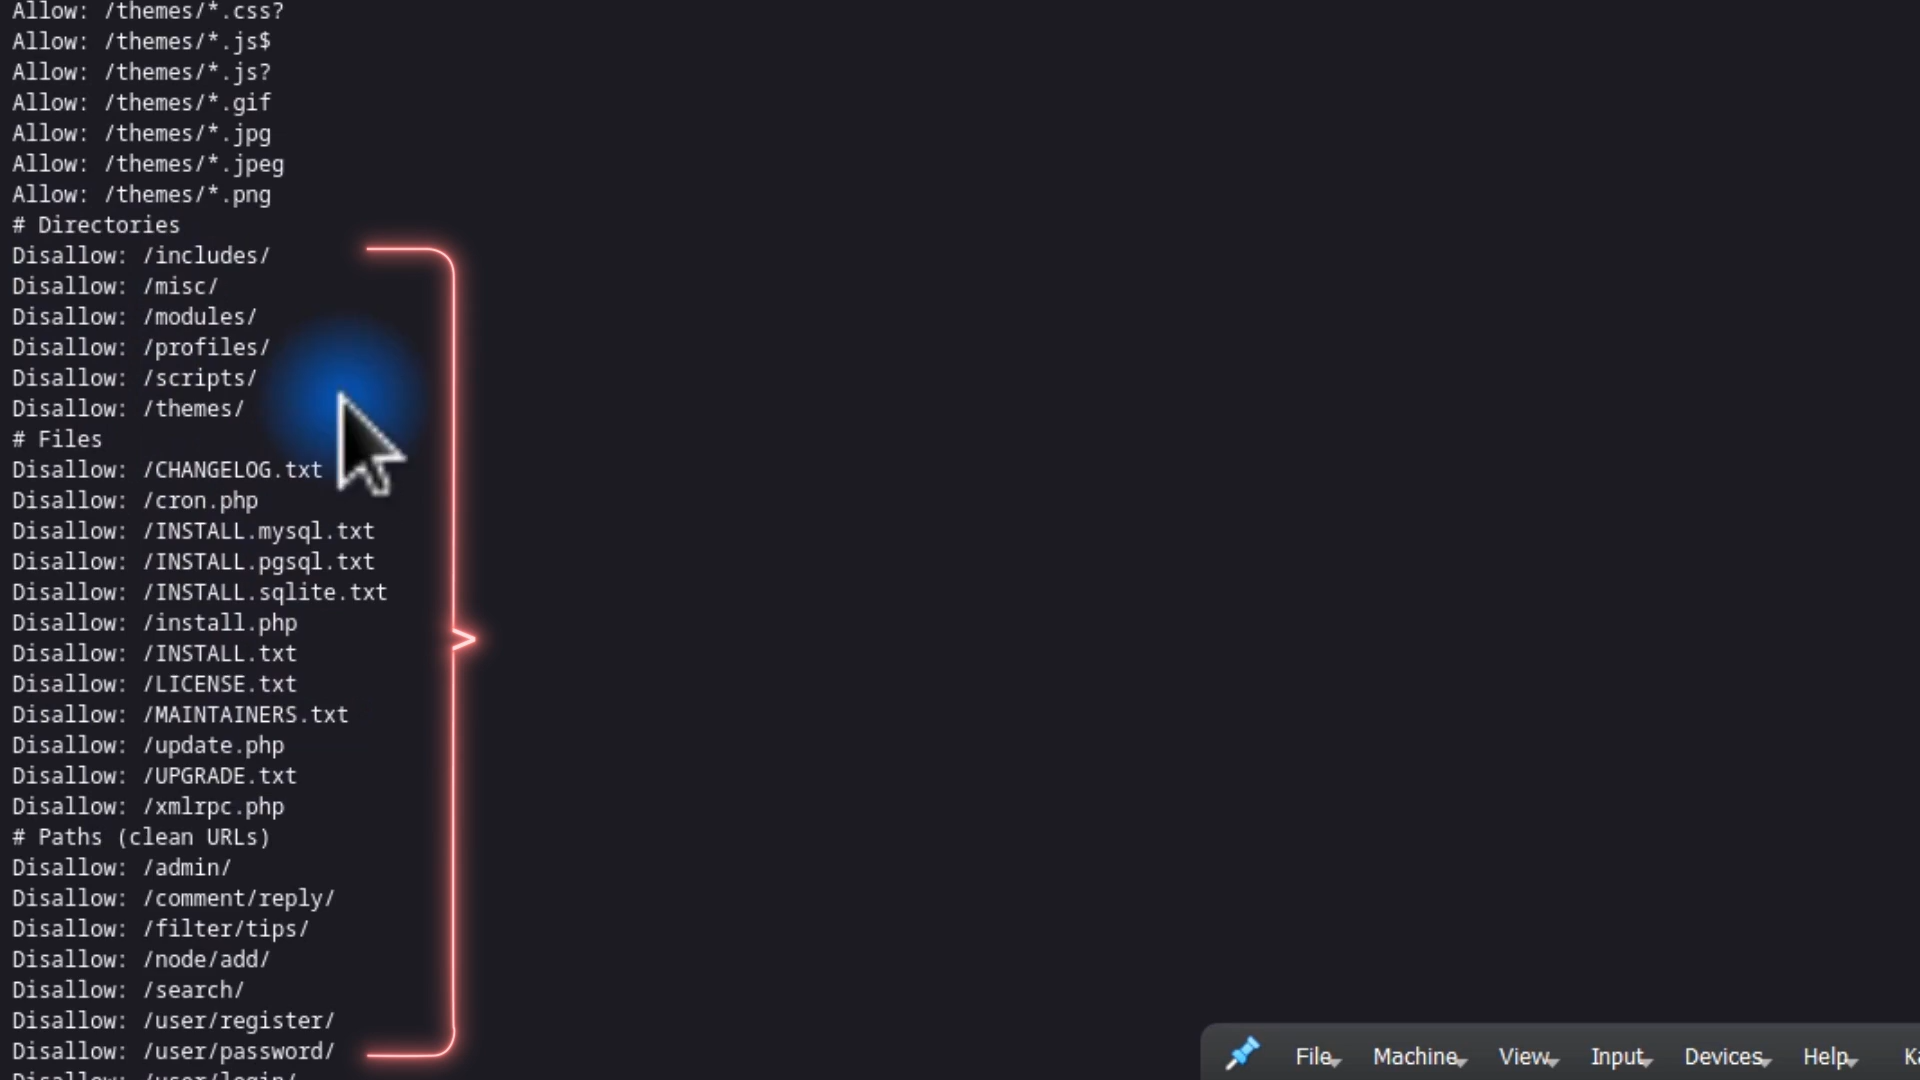 Allow: /themes/*.css?
Allow: /themes/*.js$
Allow: /themes/*.js?
Allow: /themes/*.gif
Allow: /themes/*.jpg
Allow: /themes/*.jpeg
Allow: /themes/*.png
# Directories
Disallow: /includes/
Disallow: /misc/
Disallow: /modules/
Disallow: /profiles/
Disallow: /scripts/
Disallow: /themes/
# Files
Disallow: /CHANGELOG.txt
Disallow: /cron.php
Disallow: /INSTALL.mysql.txt
Disallow: /INSTALL.pgsql.txt
Disallow: /INSTALL.sqlite.txt
Disallow: /install.php
Disallow: /INSTALL.txt
Disallow: /LICENSE.txt
Disallow: /MAINTAINERS.txt
Disallow: /update.php
Disallow: /UPGRADE.txt
Disallow: /xmlrpc.php
# Paths (clean URLs)
Disallow: /admin/
Disallow: /comment/reply/
Disallow: /filter/tips/
Disallow: /node/add/
Disallow: /search/
Disallow: /user/register/
Disallow: /user/password/
Disallow: /user/login/
File Machine View Input Devices Help